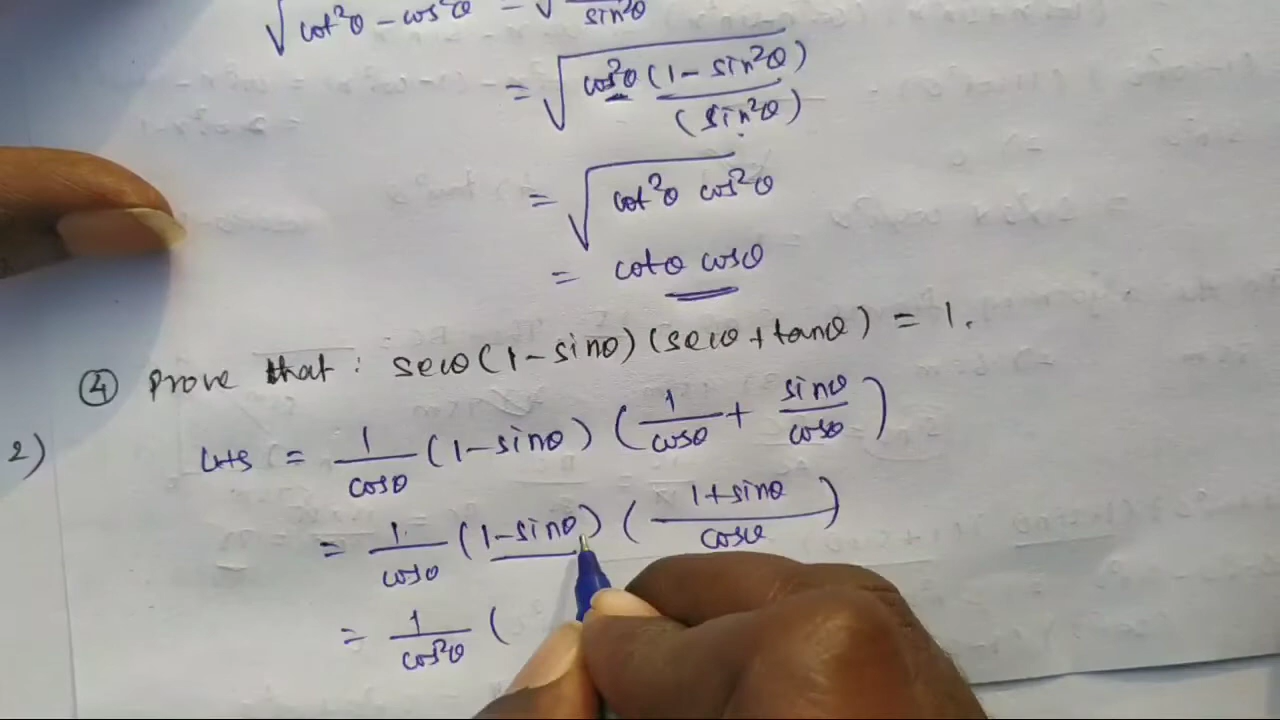 √cot²θ - cos²θ = √ sin²θ
= √cos²θ (1 - sin²θ) / (sin²θ)
= √cot²θ cos²θ
= cotθ cosθ
④ Prove that : secθ (1 - sinθ) (secθ + tanθ) = 1.
2) LHS = 1/cosθ (1 - sinθ) (1/cosθ + sinθ/cosθ)
= 1/cosθ (1 - sinθ) (1 + sinθ/cosθ)
= 1/cos²θ (